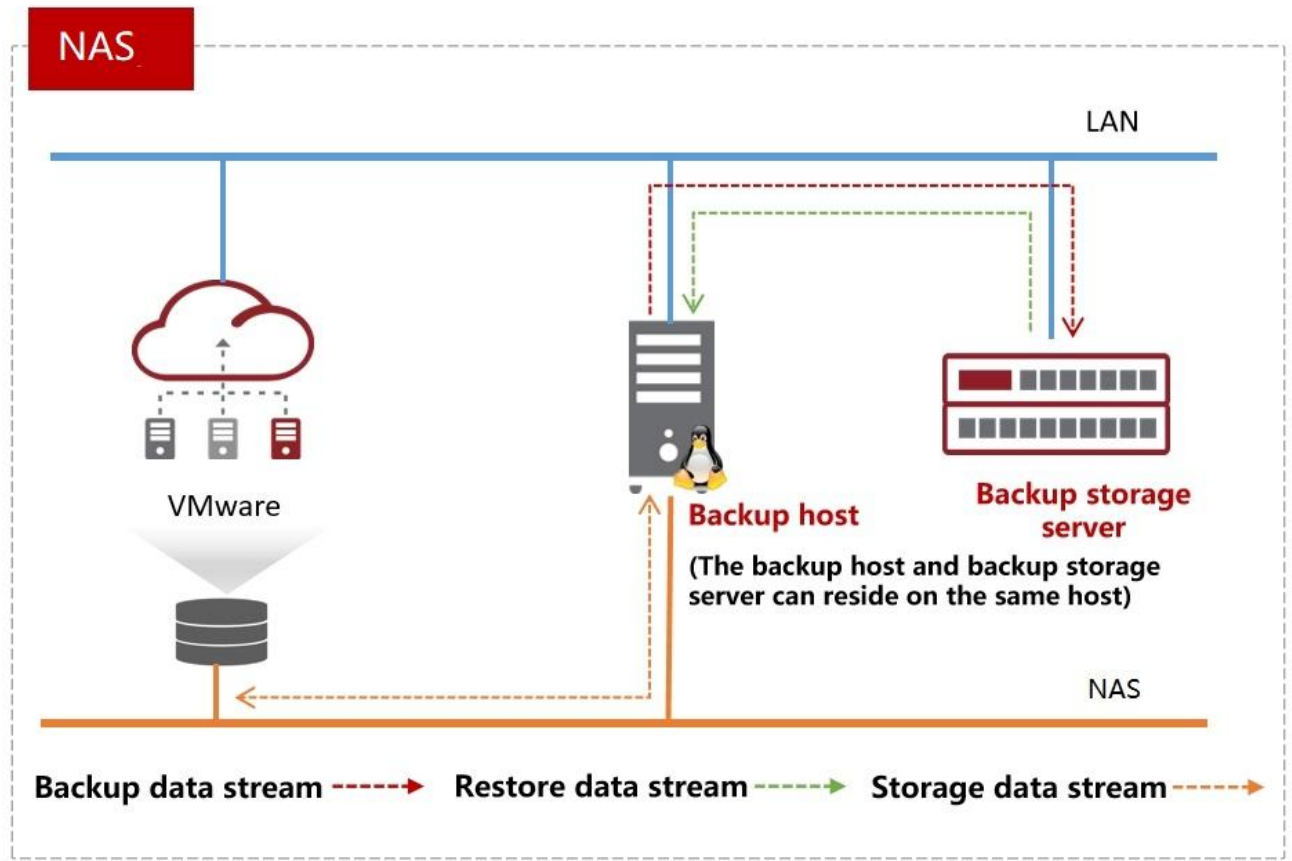 NAS
LAN
VMware
Backup host
(The backup host and backup storage
server can reside on the same host)
Backup storage
server
NAS
Backup data stream
Restore data stream
Storage data stream